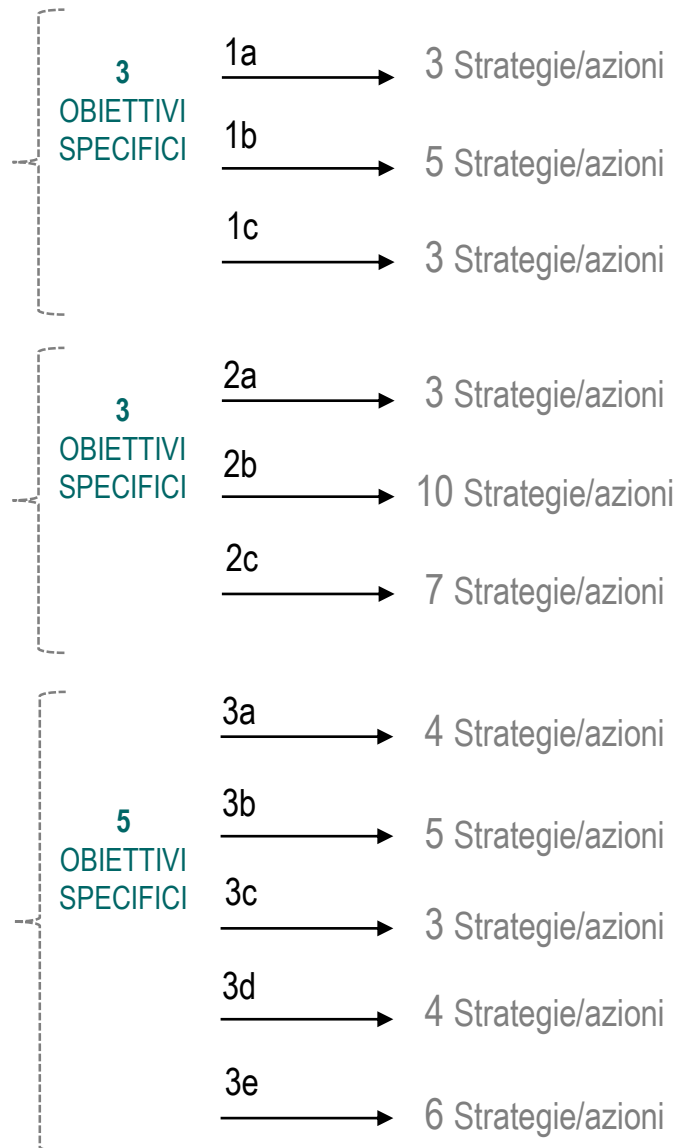 3
OBIETTIVI
SPECIFICI
1a
3 Strategie/azioni
1b
5 Strategie/azioni
1c
3 Strategie/azioni
3
OBIETTIVI
SPECIFICI
2a
3 Strategie/azioni
2b
10 Strategie/azioni
2c
7 Strategie/azioni
5
OBIETTIVI
SPECIFICI
3a
4 Strategie/azioni
3b
5 Strategie/azioni
3c
3 Strategie/azioni
3d
4 Strategie/azioni
3e
6 Strategie/azioni